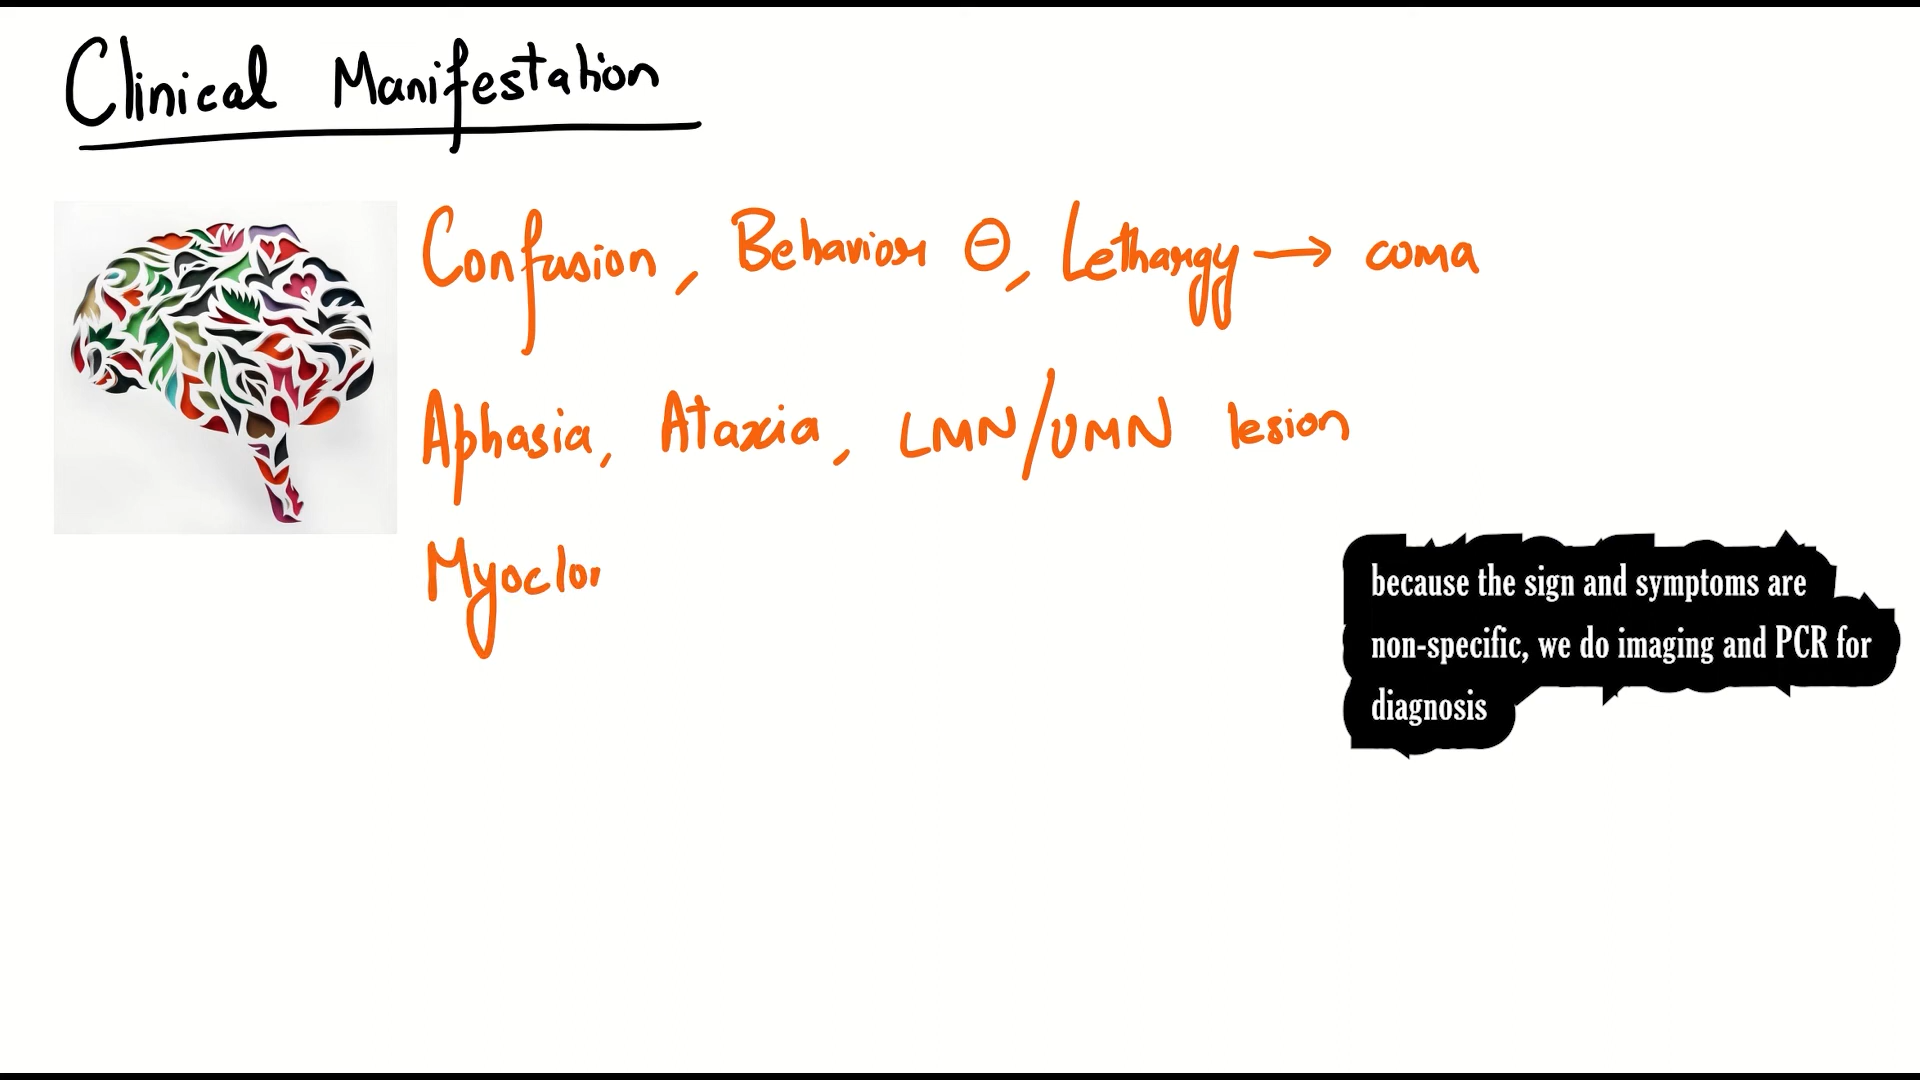 Clinical Manifestation
Confusion, Behavior ⊖, Lethargy → coma
Aphasia, Ataxia, LMN/UMN lesion
Myoclon
because the sign and symptoms are
non-specific, we do imaging and PCR for
diagnosis